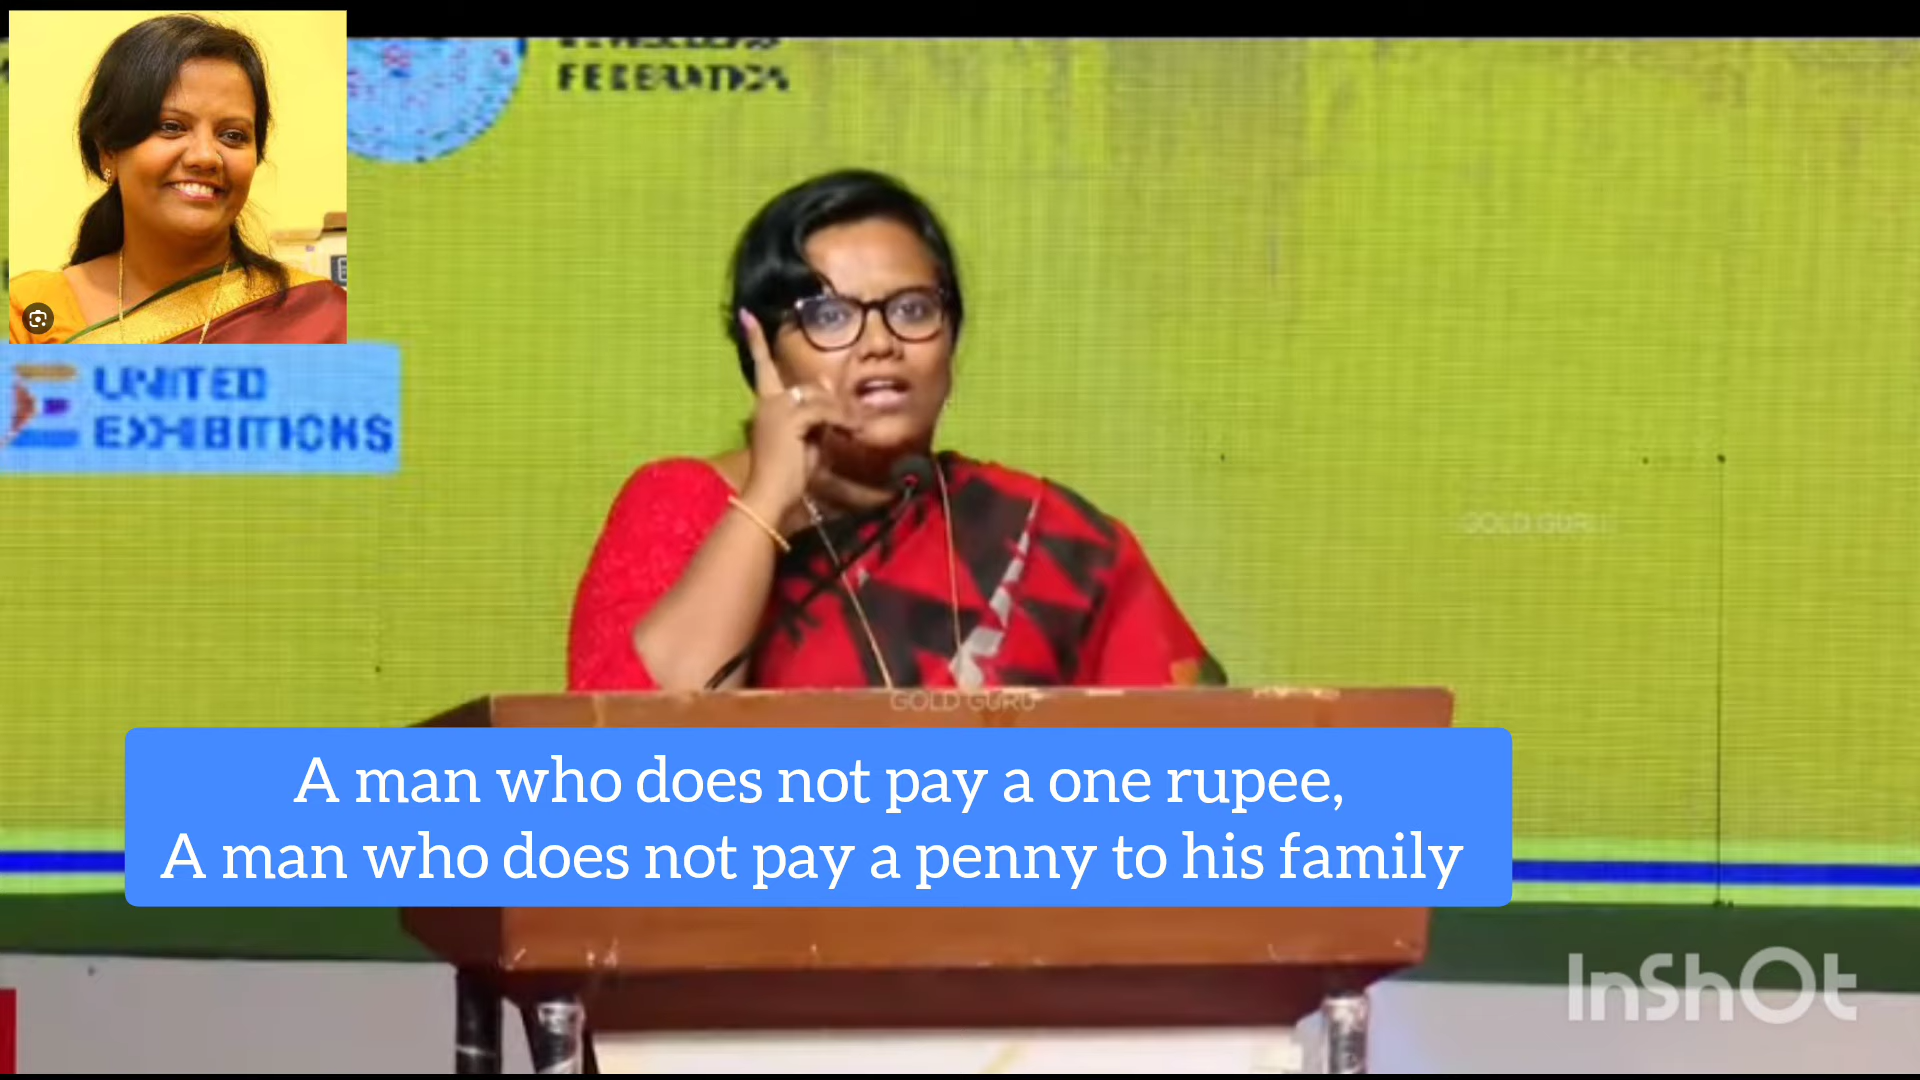 FEDERATION
UNITED
EXHIBITIONS
GOLD GURU
GOLD GURU
A man who does not pay a one rupee,
A man who does not pay a penny to his family
InShOt